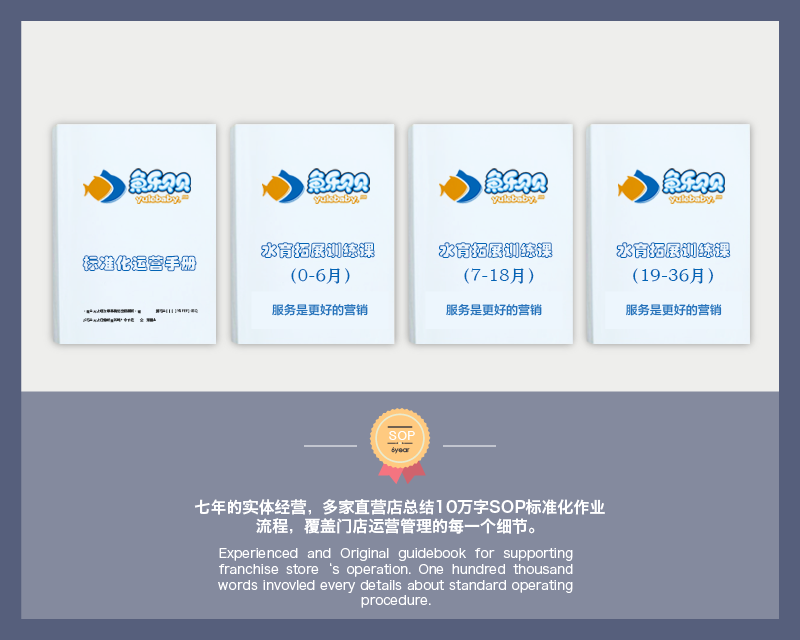 鱼乐贝贝
yulebaby
标准化运营手册
鱼乐贝贝
yulebaby
水育拓展训练课
(0-6月)
服务是更好的营销
鱼乐贝贝
yulebaby
水育拓展训练课
(7-18月)
服务是更好的营销
鱼乐贝贝
yulebaby
水育拓展训练课
(19-36月)
服务是更好的营销
SOP
6year
七年的实体经营，多家直营店总结10万字SOP标准化作业
流程，覆盖门店运营管理的每一个细节。
Experienced and Original guidebook for supporting
franchise store 's operation. One hundred thousand
words invovled every details about standard operating
procedure.